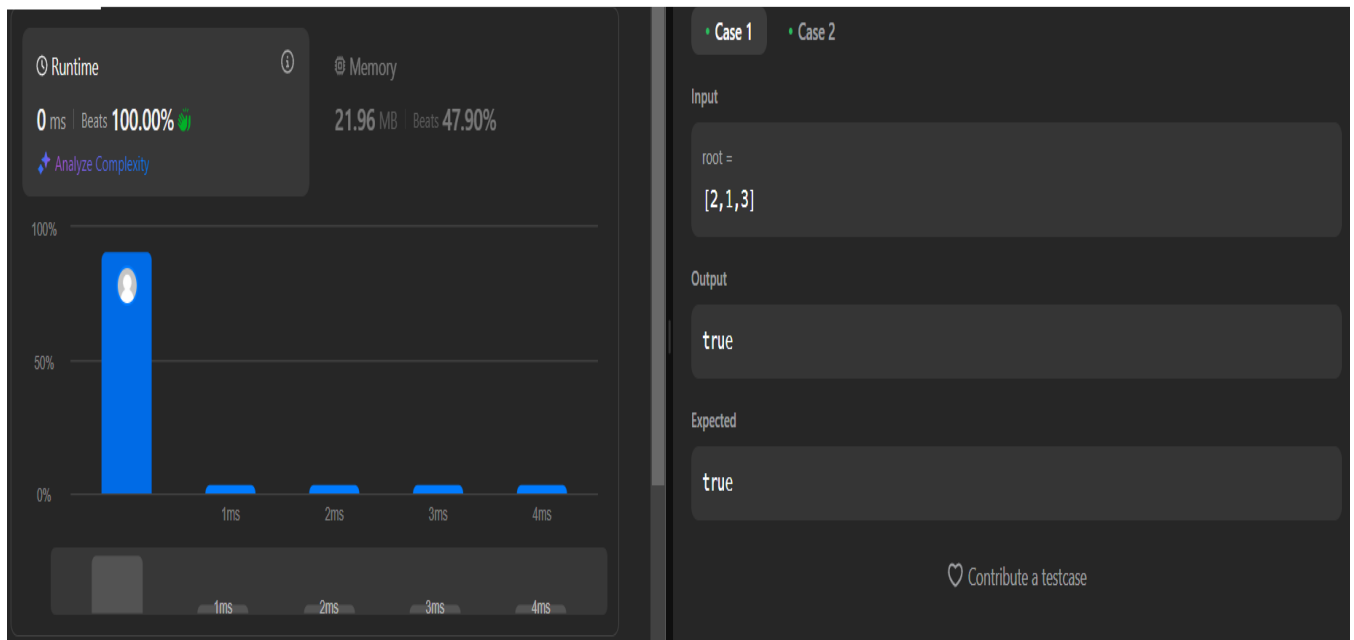 Runtime
0 ms | Beats 100.00%
Analyze Complexity
Memory
21.96 MB | Beats 47.90%
100%
50%
0%
1ms 2ms 3ms 4ms
1ms 2ms 3ms 4ms
• Case 1 • Case 2
Input
root =
[2,1,3]
Output
true
Expected
true
Contribute a testcase